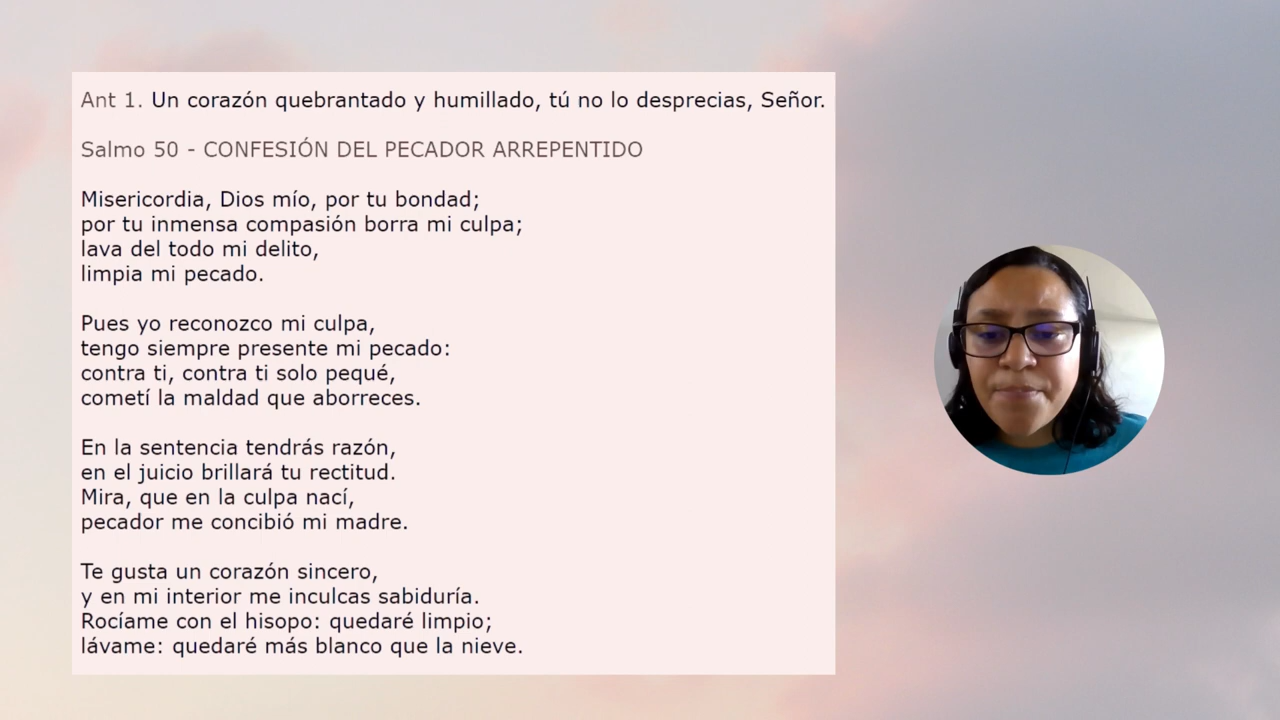 Ant 1. Un corazón quebrantado y humillado, tú no lo desprecias, Señor.
Salmo 50 - CONFESIÓN DEL PECADOR ARREPENTIDO
Misericordia, Dios mío, por tu bondad;
por tu inmensa compasión borra mi culpa;
lava del todo mi delito,
limpia mi pecado.
Pues yo reconozco mi culpa,
tengo siempre presente mi pecado:
contra ti, contra ti solo pequé,
cometí la maldad que aborreces.
En la sentencia tendrás razón,
en el juicio brillará tu rectitud.
Mira, que en la culpa nací,
pecador me concibió mi madre.
Te gusta un corazón sincero,
y en mi interior me inculcas sabiduría.
Rocíame con el hisopo: quedaré limpio;
lávame: quedaré más blanco que la nieve.